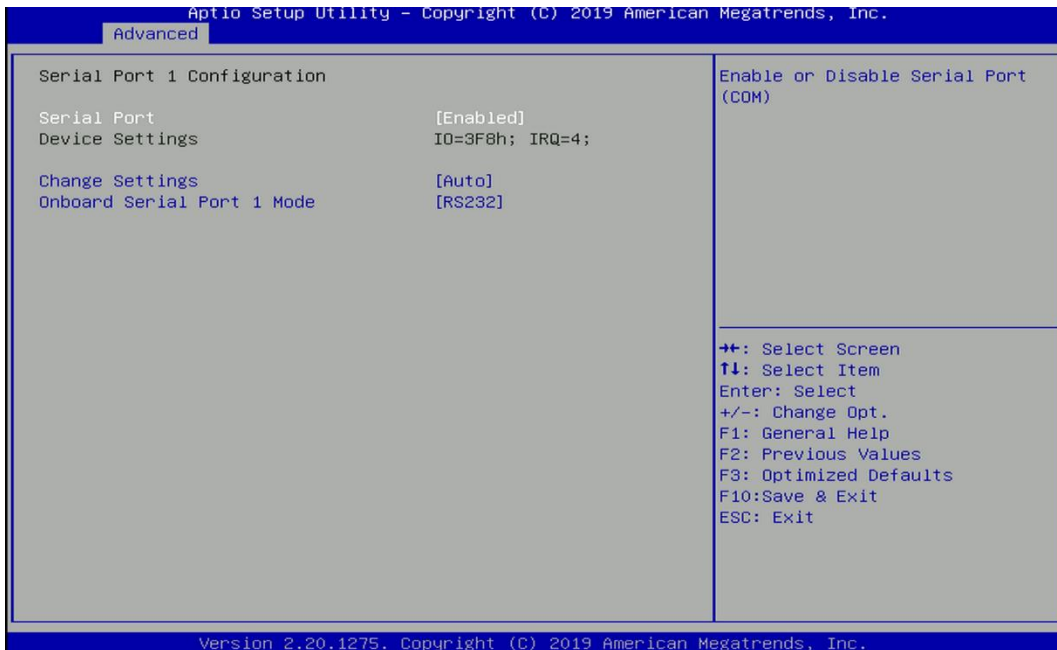 Aptio Setup Utility – Copyright (C) 2019 American Megatrends, Inc.
Advanced
Serial Port 1 Configuration
Serial Port [Enabled]
Device Settings IO=3F8h; IRQ=4;
Change Settings [Auto]
Onboard Serial Port 1 Mode [RS232]
Enable or Disable Serial Port
(COM)
→←: Select Screen
↑↓: Select Item
Enter: Select
+/-: Change Opt.
F1: General Help
F2: Previous Values
F3: Optimized Defaults
F10:Save & Exit
ESC: Exit
Version 2.20.1275. Copyright (C) 2019 American Megatrends, Inc.